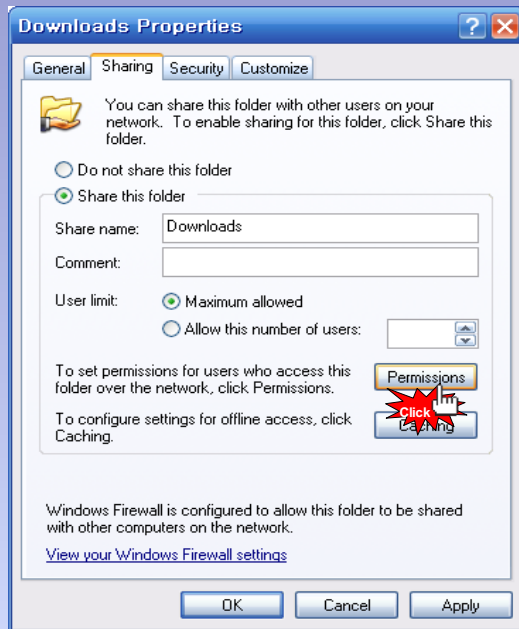 Downloads Properties
General Sharing Security Customize
You can share this folder with other users on your
network. To enable sharing for this folder, click Share this
folder.
Do not share this folder
Share this folder
Share name: Downloads
Comment:
User limit: Maximum allowed
Allow this number of users:
To set permissions for users who access this
folder over the network, click Permissions.
Permissions
Click
To configure settings for offline access, click
Caching.
Caching
Windows Firewall is configured to allow this folder to be shared
with other computers on the network.
View your Windows Firewall settings
OK Cancel Apply